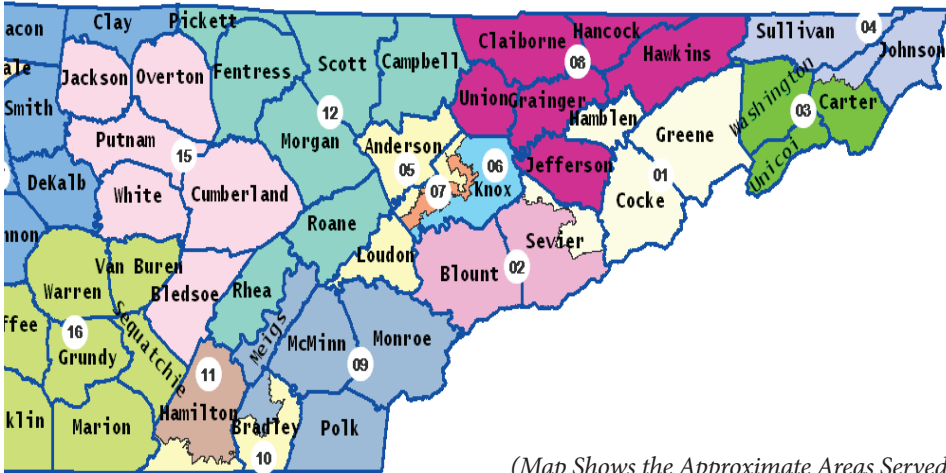 acon
Clay
Pickett
Claiborne
Hancock
Sullivan
04
Johnson
ale
Jackson
Overton
Fentress
Scott
Campbell
08
Hawkins
Smith
12
Union
Grainger
Hamblen
Washington
03
Carter
Putnam
15
Morgan
Anderson
Greene
DeKalb
White
Cumberland
05
06
Knox
Jefferson
01
Unicoi
07
Cocke
nnon
Roane
Loudon
Sevier
Warren
Van Buren
Bledsoe
Rhea
Blount
02
ffee
16
Grundy
Sequatchie
Meigs
McMinn
Monroe
11
09
klin
Marion
Hamilton
Bradley
Polk
10
(Map Shows the Approximate Areas Served